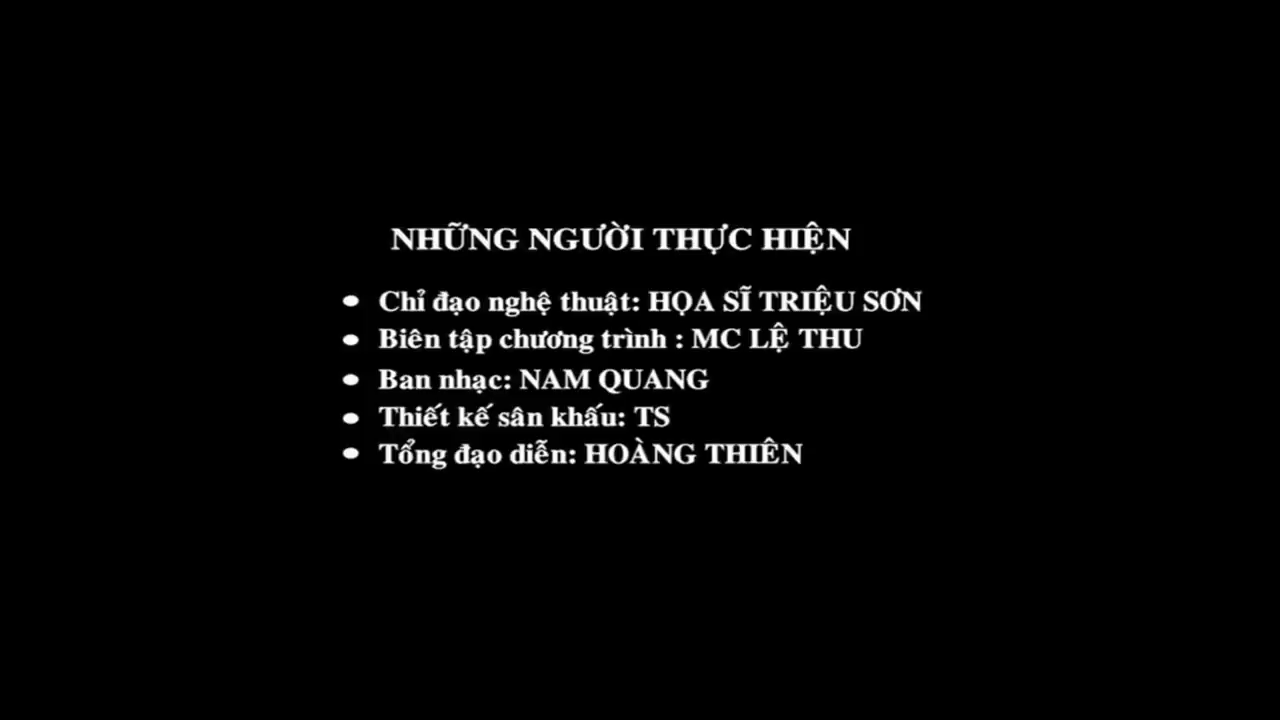 NHỮNG NGƯỜI THỰC HIỆN
• Chỉ đạo nghệ thuật: HỌA SĨ TRIỆU SƠN
• Biên tập chương trình : MC LỆ THU
• Ban nhạc: NAM QUANG
• Thiết kế sân khấu: TS
• Tổng đạo diễn: HOÀNG THIÊN